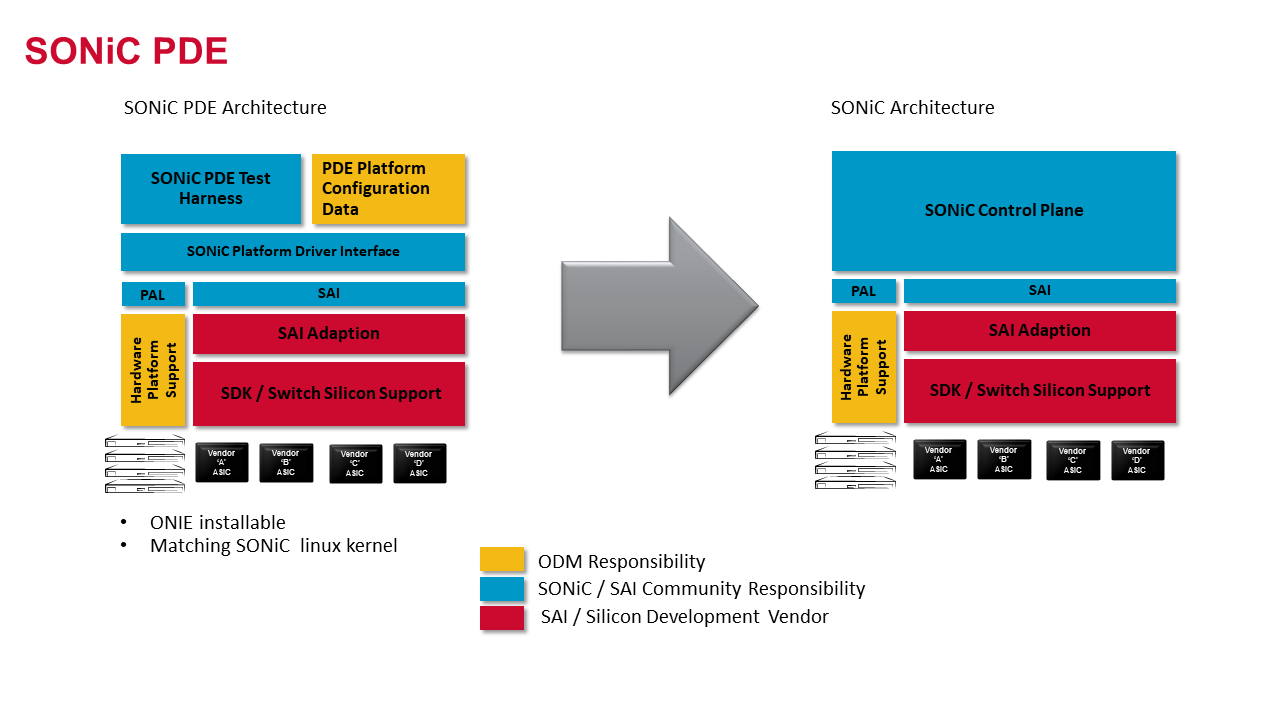 SONiC PDE
SONiC PDE Architecture
SONiC PDE Test
Harness
PDE Platform
Configuration
Data
SONiC Platform Driver Interface
PAL
SAI
Hardware
Platform
Support
SAI Adaption
SDK / Switch Silicon Support
Vendor
'A'
ASIC
Vendor
'B'
ASIC
Vendor
'C'
ASIC
Vendor
'D'
ASIC
• ONIE installable
• Matching SONiC linux kernel
SONiC Architecture
SONiC Control Plane
PAL
SAI
Hardware
Platform
Support
SAI Adaption
SDK / Switch Silicon Support
Vendor
'A'
ASIC
Vendor
'B'
ASIC
Vendor
'C'
ASIC
Vendor
'D'
ASIC
ODM Responsibility
SONiC / SAI Community Responsibility
SAI / Silicon Development Vendor